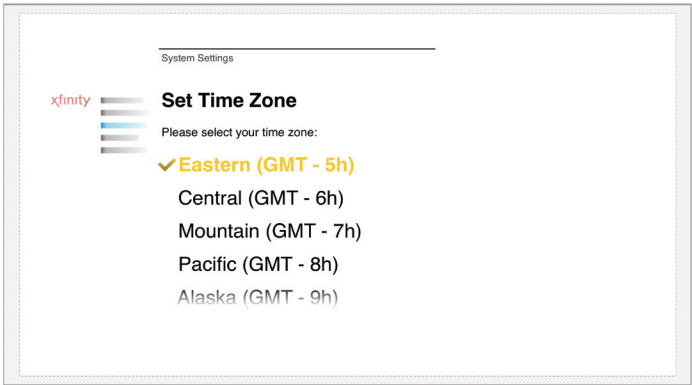 System Settings
xfinity
Set Time Zone
Please select your time zone:
Eastern (GMT - 5h)
Central (GMT - 6h)
Mountain (GMT - 7h)
Pacific (GMT - 8h)
Alaska (GMT - 9h)